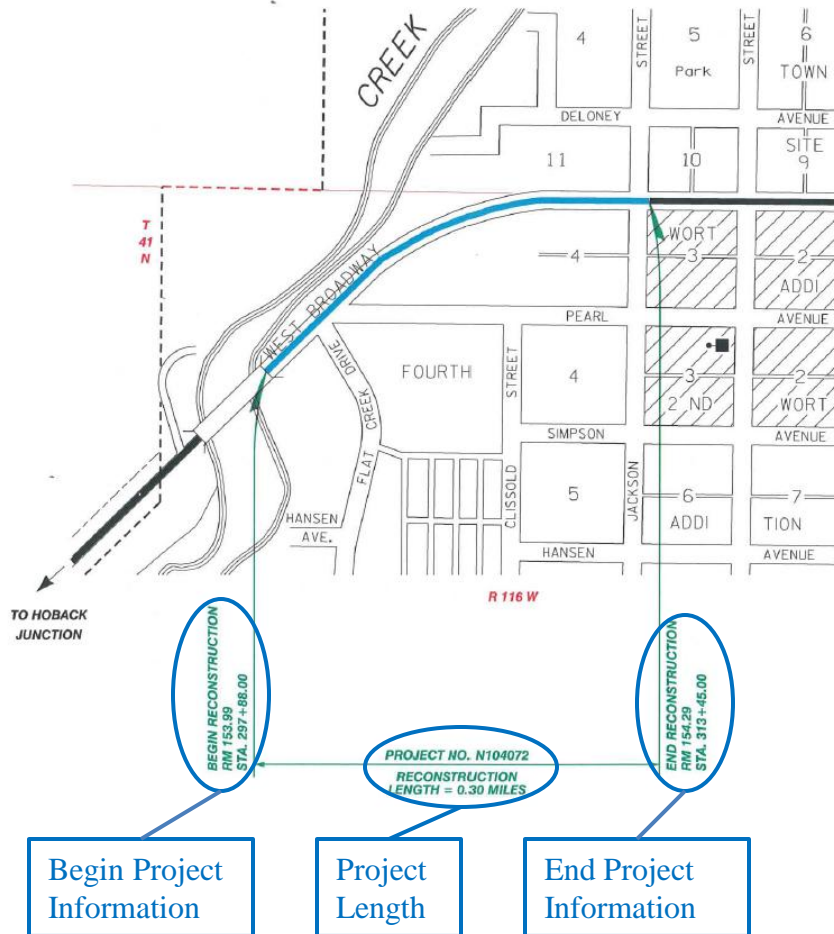 CREEK
STREET
STREET
4
5
6
Park
TOWN
DELONEY
AVENUE
SITE
11
10
9
T
41
N
WORT
4
3
2
ADDI
WEST BROADWAY
PEARL
AVENUE
FOURTH
STREET
4
3
2
2 ND
WORT
FLAT CREEK DRIVE
SIMPSON
AVENUE
CLISSOLD
JACKSON
5
6
7
HANSEN
AVE.
ADDI
TION
HANSEN
AVENUE
TO HOBACK
JUNCTION
R 116 W
BEGIN RECONSTRUCTION
RM 153.99
STA. 297+88.00
PROJECT NO. N104072
RECONSTRUCTION
LENGTH = 0.30 MILES
END RECONSTRUCTION
RM 154.29
STA. 313+45.00
Begin Project
Information
Project
Length
End Project
Information